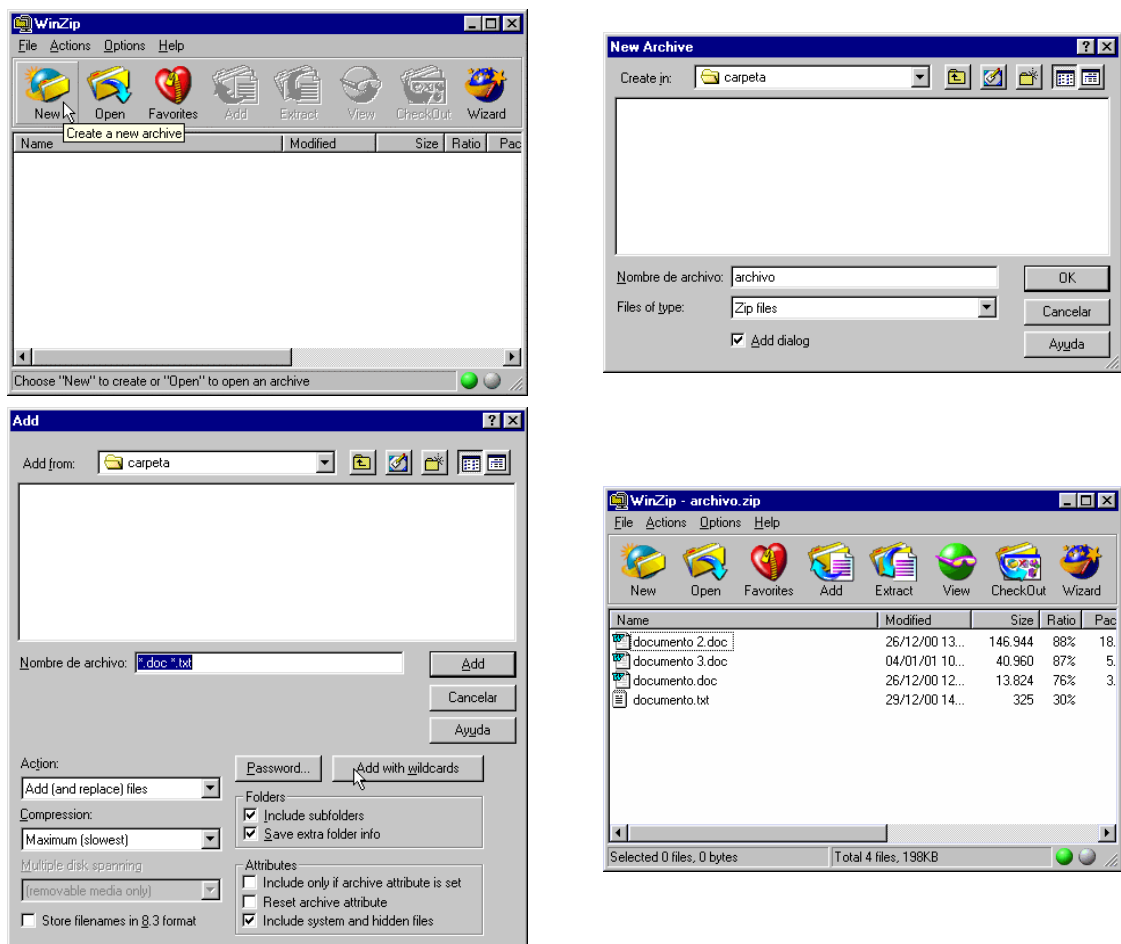 WinZip
File Actions Options Help
New Open Favorites Add Extract View CheckOut Wizard
Create a new archive
Name Modified Size Ratio Pac
Choose "New" to create or "Open" to open an archive
New Archive
Create in: carpeta
Nombre de archivo: archivo OK
Files of type: Zip files Cancelar
Add dialog Ayuda
Add
Add from: carpeta
Nombre de archivo: *.doc *.txt Add
Cancelar
Ayuda
Action: Password... Add with wildcards
Add (and replace) files Folders
Compression: Include subfolders
Maximum (slowest) Save extra folder info
Multiple disk spanning Attributes
(removable media only) Include only if archive attribute is set
Reset archive attribute
Store filenames in 8.3 format Include system and hidden files
WinZip - archivo.zip
File Actions Options Help
New Open Favorites Add Extract View CheckOut Wizard
Name Modified Size Ratio Pac
documento 2.doc 26/12/00 13... 146.944 88% 18.
documento 3.doc 04/01/01 10... 40.960 87% 5.
documento.doc 26/12/00 12... 13.824 76% 3.
documento.txt 29/12/00 14... 325 30%
Selected 0 files, 0 bytes Total 4 files, 198KB